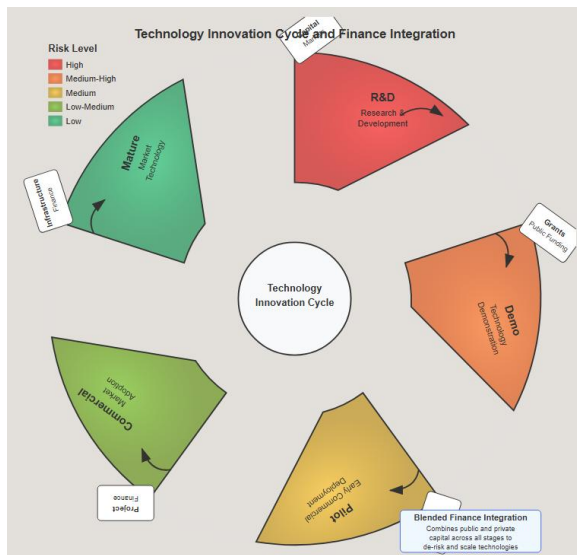 Technology Innovation Cycle and Finance Integration
Risk Level
High
Medium-High
Medium
Low-Medium
Low
R&D
Research &
Development
Grants
Public Funding
Demo
Technology
Demonstration
Pilot
Early Commercial
Deployment
Blended Finance Integration
Combines public and private
capital across all stages to
de-risk and scale technologies
Project
Finance
Commercial
Market
Adoption
Infrastructure
Finance
Mature
Market
Technology
Technology
Innovation Cycle